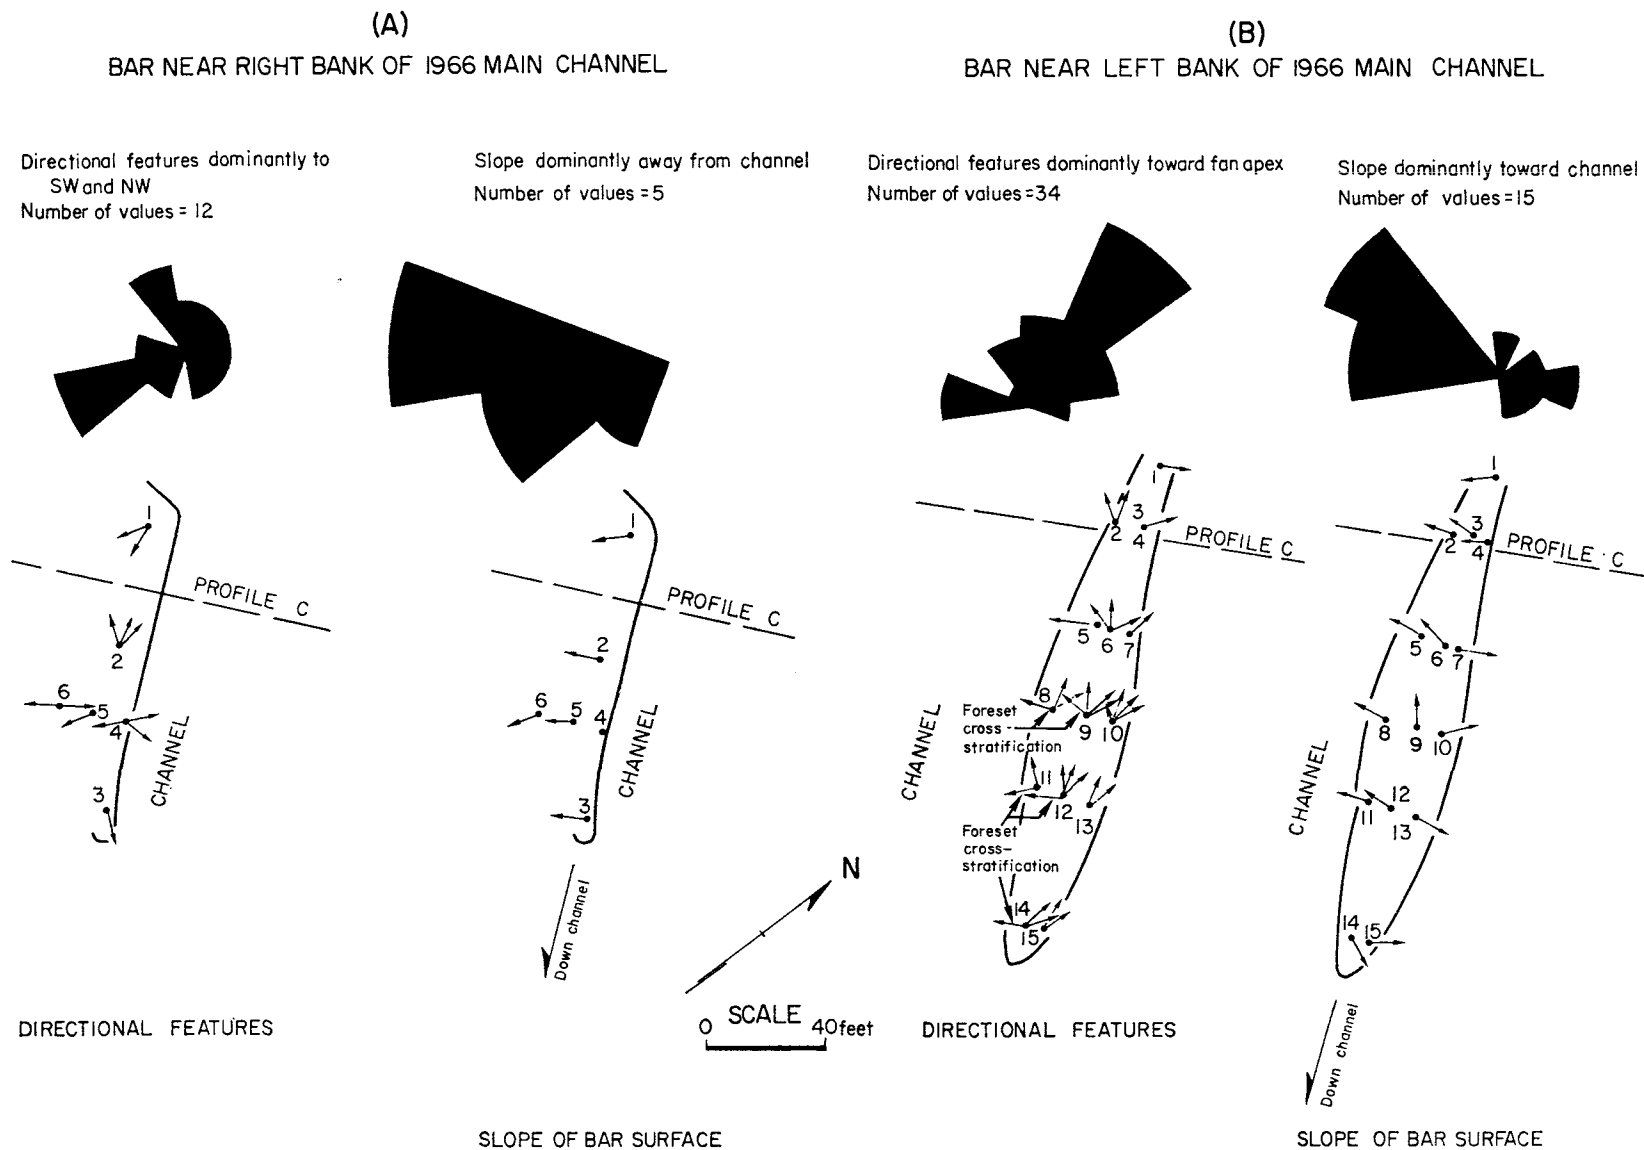 (A)
BAR NEAR RIGHT BANK OF 1966 MAIN CHANNEL
Directional features dominantly to
SW and NW
Number of values = 12
Slope dominantly away from channel
Number of values = 5
1
PROFILE C
2
6
5
4
3
CHANNEL
1
PROFILE C
2
6
5
4
3
CHANNEL
Down channel
N
SCALE
0 40 feet
DIRECTIONAL FEATURES
SLOPE OF BAR SURFACE
(B)
BAR NEAR LEFT BANK OF 1966 MAIN CHANNEL
Directional features dominantly toward fan apex
Number of values = 34
Slope dominantly toward channel
Number of values = 15
1
2
3
4
PROFILE C
5
6
7
8
9
10
Foreset
cross-
stratification
CHANNEL
11
12
13
Foreset
cross-
stratification
14
15
DIRECTIONAL FEATURES
1
2
3
4
PROFILE C
5
6
7
8
9
10
CHANNEL
11
12
13
14
15
Down channel
SLOPE OF BAR SURFACE